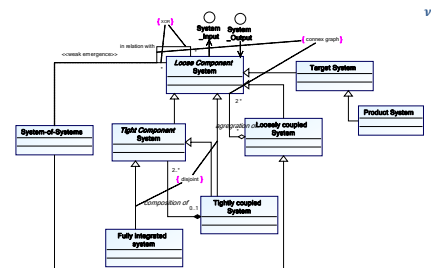 ν
System
_Input
System
_Output
{xor}
in relation with
{connex graph}
<<weak emergence>>
*
Loose Component
System
Target System
Product System
2..*
System-of-Systems
Tight Component
System
agregration of
Loosely coupled
System
2..*
{disjoint}
composition of
0..1
Tightly coupled
System
Fully integrated
system